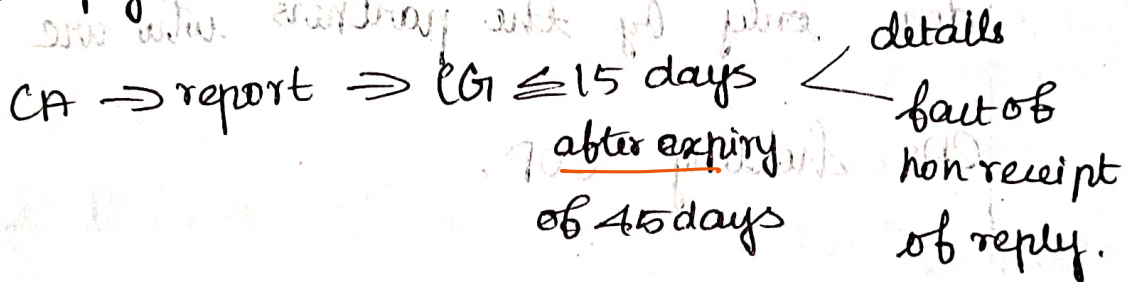 CA → report ⇒ CG ≤ 15 days < details
after expiry
of 45 days
fact of
non-receipt
of reply.